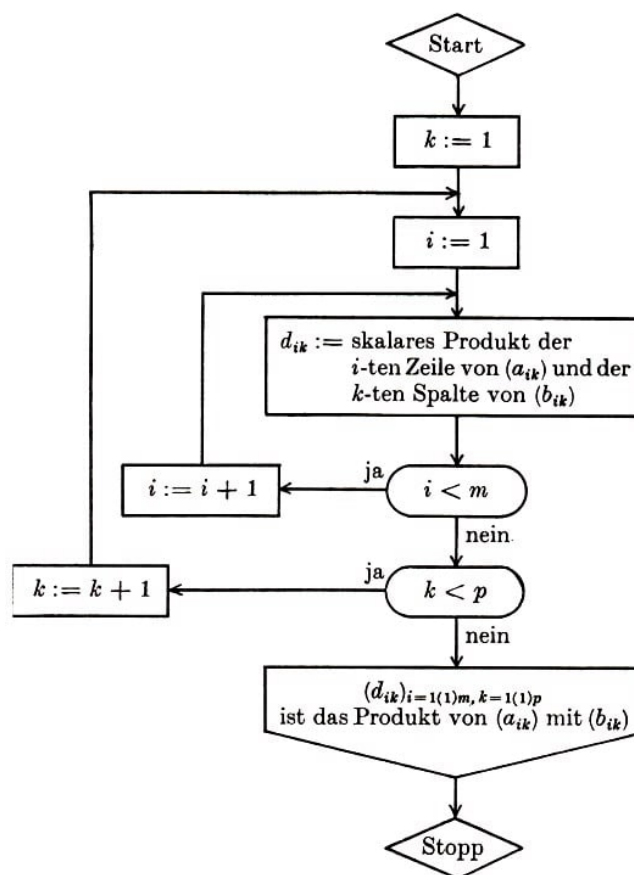 Start
k := 1
i := 1
d_{ik} := skalares Produkt der
i-ten Zeile von (a_{ik}) und der
k-ten Spalte von (b_{ik})
i := i + 1
ja
i < m
nein
k := k + 1
ja
k < p
nein
(d_{ik})_{i=1(1)m, k=1(1)p}
ist das Produkt von (a_{ik}) mit (b_{ik})
Stopp